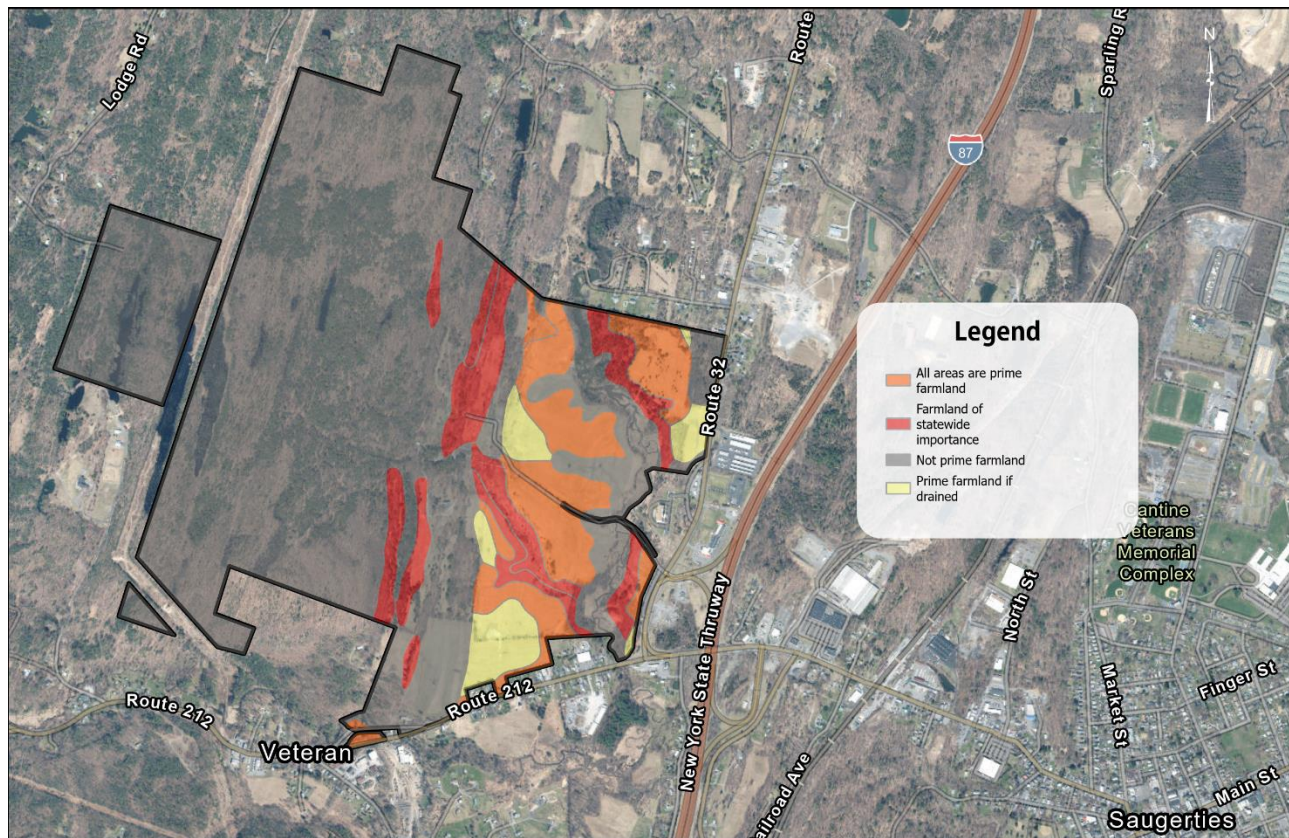 Lodge Rd
Route
Sparling R
N
87
Legend
All areas are prime
farmland
Farmland of
statewide
importance
Not prime farmland
Prime farmland if
drained
Route 32
Cantine
Veterans
Memorial
Complex
New York State Thruway
North St
Market St
Finger St
Route 212
Route 212
Veteran
ailroad Ave
Main St
Saugerties